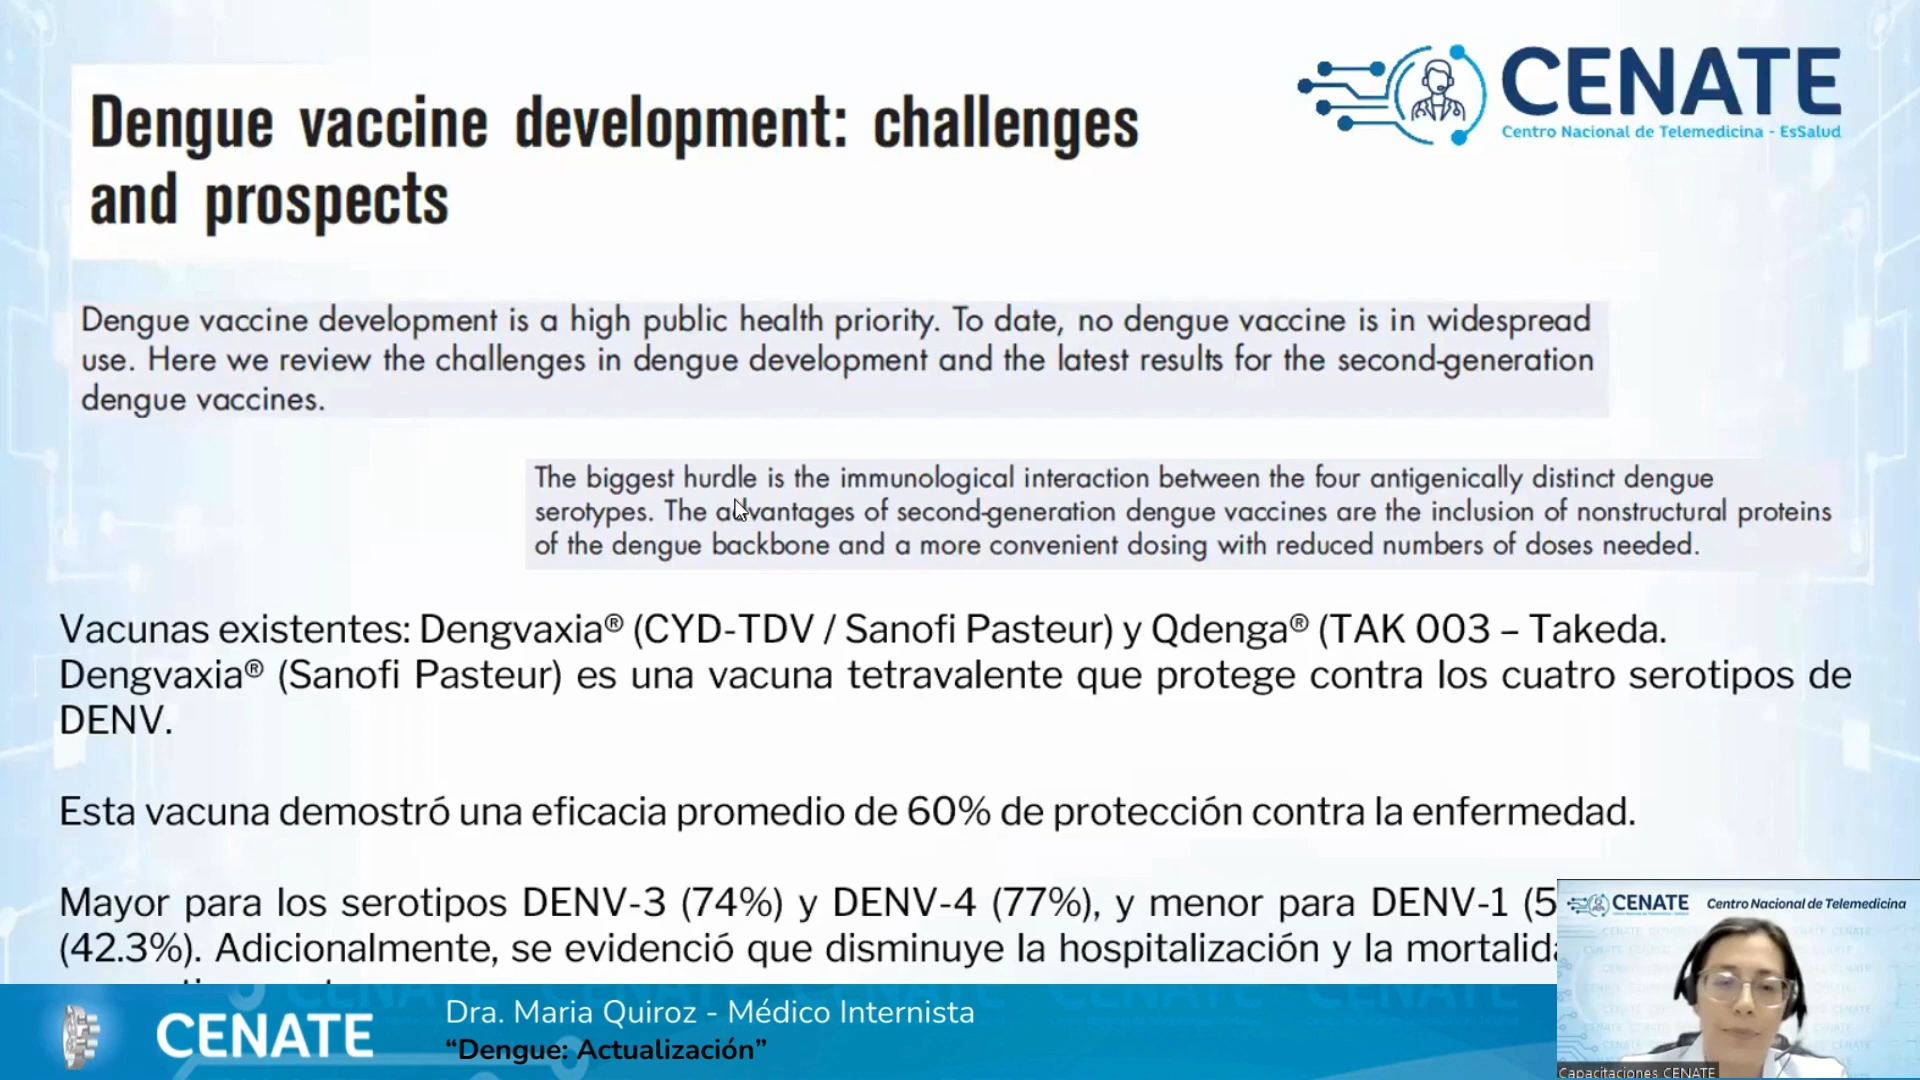 CENATE
Centro Nacional de Telemedicina - EsSalud
Dengue vaccine development: challenges
and prospects
Dengue vaccine development is a high public health priority. To date, no dengue vaccine is in widespread
use. Here we review the challenges in dengue development and the latest results for the second-generation
dengue vaccines.
The biggest hurdle is the immunological interaction between the four antigenically distinct dengue
serotypes. The advantages of second-generation dengue vaccines are the inclusion of nonstructural proteins
of the dengue backbone and a more convenient dosing with reduced numbers of doses needed.
Vacunas existentes: Dengvaxia® (CYD-TDV / Sanofi Pasteur) y Qdenga® (TAK 003 – Takeda.
Dengvaxia® (Sanofi Pasteur) es una vacuna tetravalente que protege contra los cuatro serotipos de
DENV.
Esta vacuna demostró una eficacia promedio de 60% de protección contra la enfermedad.
Mayor para los serotipos DENV-3 (74%) y DENV-4 (77%), y menor para DENV-1 (5
(42.3%). Adicionalmente, se evidenció que disminuye la hospitalización y la
CENATE Centro Nacional de Telemedicina
CENATE
Dra. Maria Quiroz - Médico Internista
“Dengue: Actualización”
Capacitaciones CENATE